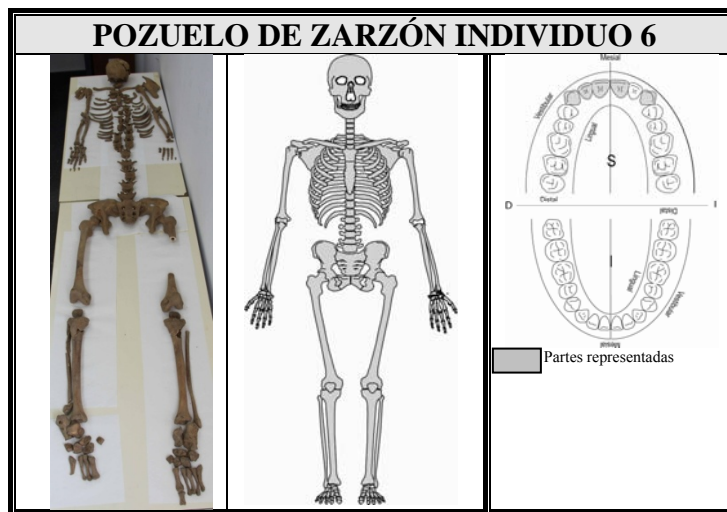 POZUELO DE ZARZÓN INDIVIDUO 6
Mesial
Vestibular
Lingual
S
Distal
Distal
D
I
I
Lingual
Vestibular
Mesial
Partes representadas